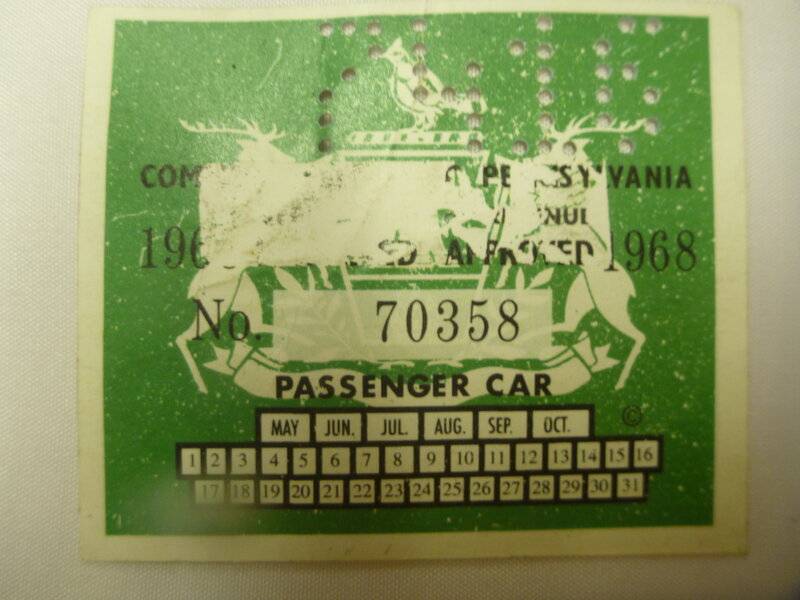 PENNSYLVANIA
APPROVED 1968
No. 70358
PASSENGER CAR
©
MAY JUN. JUL. AUG. SEP. OCT.
1 2 3 4 5 6 7 8 9 10 11 12 13 14 15 16
17 18 19 20 21 22 23 24 25 26 27 28 29 30 31